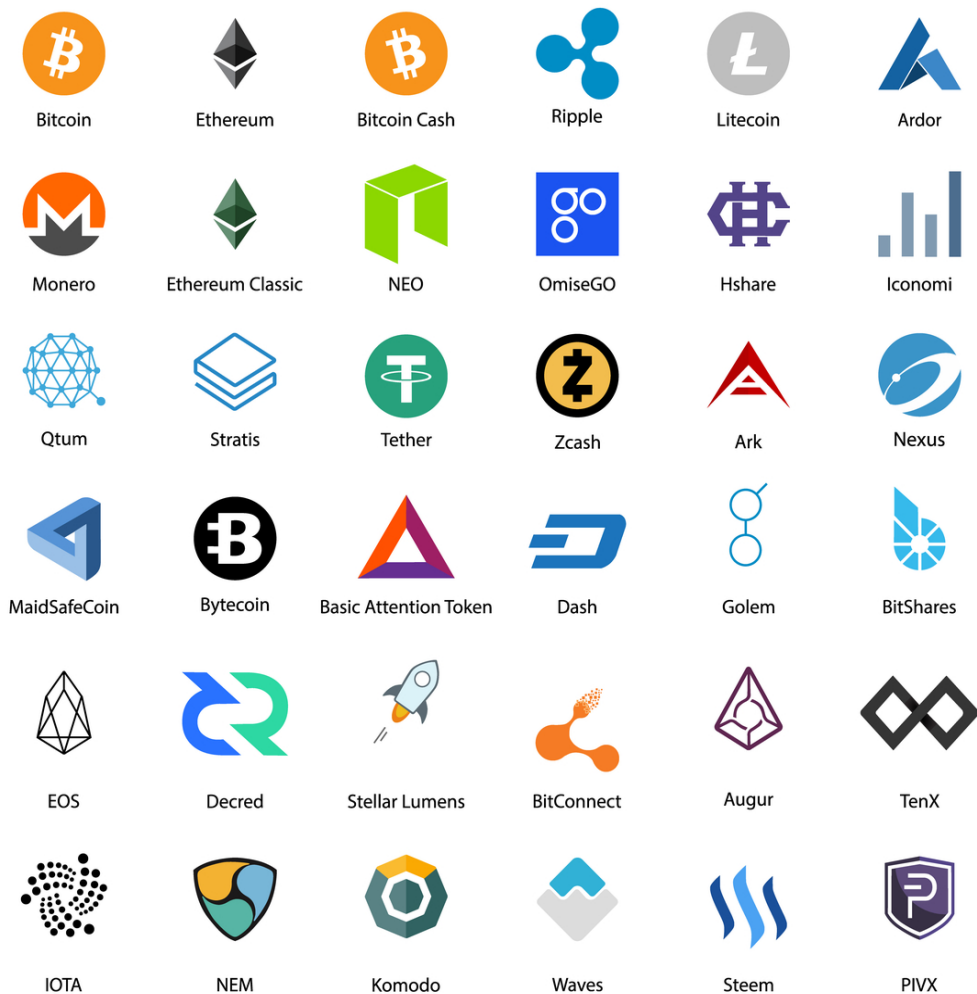 Bitcoin
Ethereum
Bitcoin Cash
Ripple
Litecoin
Ardor
Monero
Ethereum Classic
NEO
go
OmiseGO
Hshare
Iconomi
Qtum
Stratis
Tether
Zcash
Ark
Nexus
MaidSafeCoin
Bytecoin
Basic Attention Token
Dash
Golem
BitShares
EOS
Decred
Stellar Lumens
BitConnect
Augur
TenX
IOTA
NEM
Komodo
Waves
Steem
PIVX